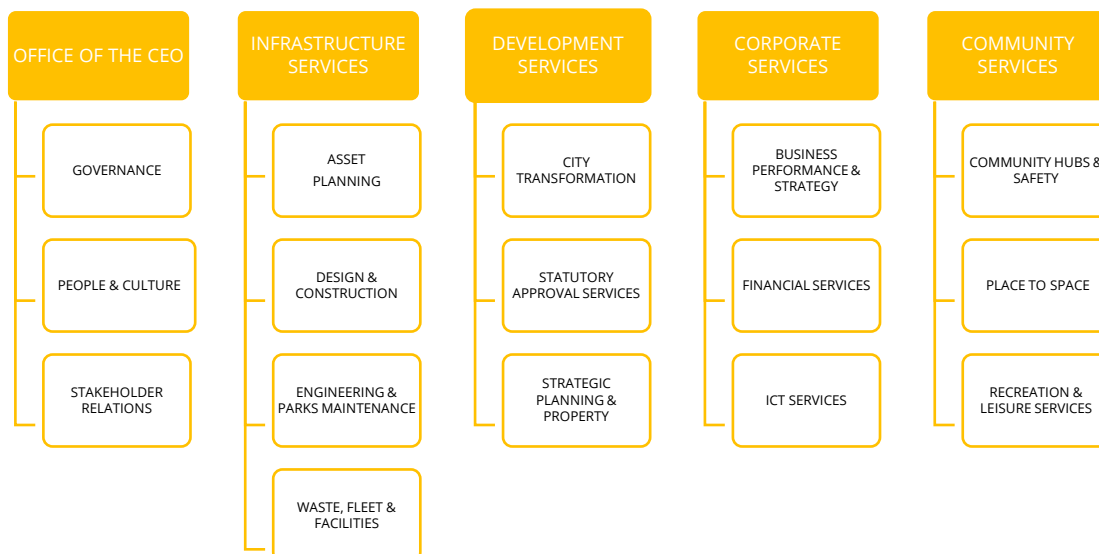 OFFICE OF THE CEO
GOVERNANCE
PEOPLE & CULTURE
STAKEHOLDER
RELATIONS
INFRASTRUCTURE
SERVICES
ASSET
PLANNING
DESIGN &
CONSTRUCTION
ENGINEERING &
PARKS MAINTENANCE
WASTE, FLEET &
FACILITIES
DEVELOPMENT
SERVICES
CITY
TRANSFORMATION
STATUTORY
APPROVAL SERVICES
STRATEGIC
PLANNING &
PROPERTY
CORPORATE
SERVICES
BUSINESS
PERFORMANCE &
STRATEGY
FINANCIAL SERVICES
ICT SERVICES
COMMUNITY
SERVICES
COMMUNITY HUBS &
SAFETY
PLACE TO SPACE
RECREATION &
LEISURE SERVICES